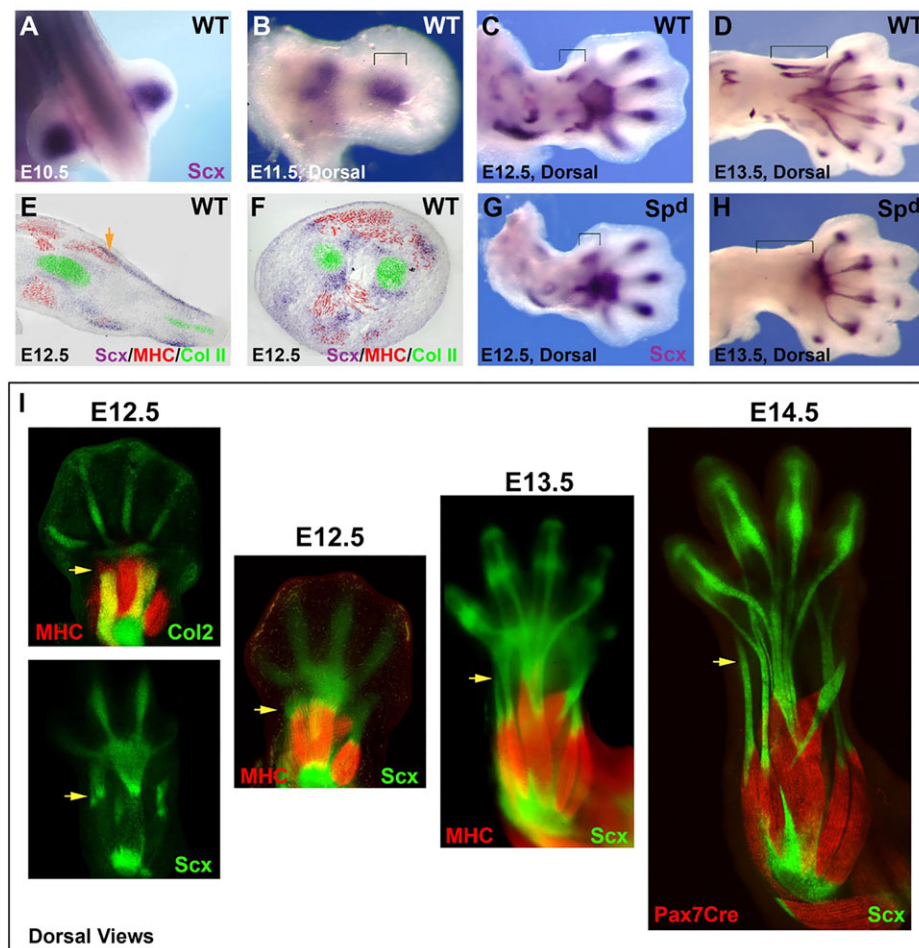 A WT
E10.5 Scx
B WT
E11.5, Dorsal
C WT
E12.5, Dorsal
D WT
E13.5, Dorsal
E WT
E12.5 Scx/MHC/Col II
F WT
E12.5 Scx/MHC/Col II
G Spd
E12.5, Dorsal Scx
H Spd
E13.5, Dorsal
I
E12.5
MHC Col2
Scx
E12.5
MHC Scx
E13.5
MHC Scx
E14.5
Pax7Cre Scx
Dorsal Views